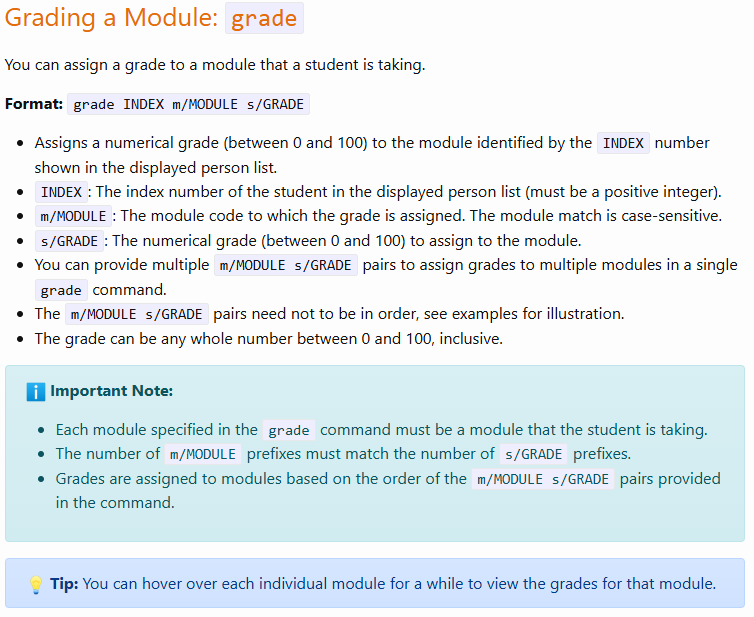 Grading a Module: grade
You can assign a grade to a module that a student is taking.
Format: grade INDEX m/MODULE s/GRADE
Assigns a numerical grade (between 0 and 100) to the module identified by the INDEX number
shown in the displayed person list.
INDEX: The index number of the student in the displayed person list (must be a positive integer).
m/MODULE: The module code to which the grade is assigned. The module match is case-sensitive.
s/GRADE: The numerical grade (between 0 and 100) to assign to the module.
You can provide multiple m/MODULE s/GRADE pairs to assign grades to multiple modules in a single
grade command.
The m/MODULE s/GRADE pairs need not to be in order, see examples for illustration.
The grade can be any whole number between 0 and 100, inclusive.
ℹ️ Important Note:
Each module specified in the grade command must be a module that the student is taking.
The number of m/MODULE prefixes must match the number of s/GRADE prefixes.
Grades are assigned to modules based on the order of the m/MODULE s/GRADE pairs provided
in the command.
💡 Tip: You can hover over each individual module for a while to view the grades for that module.